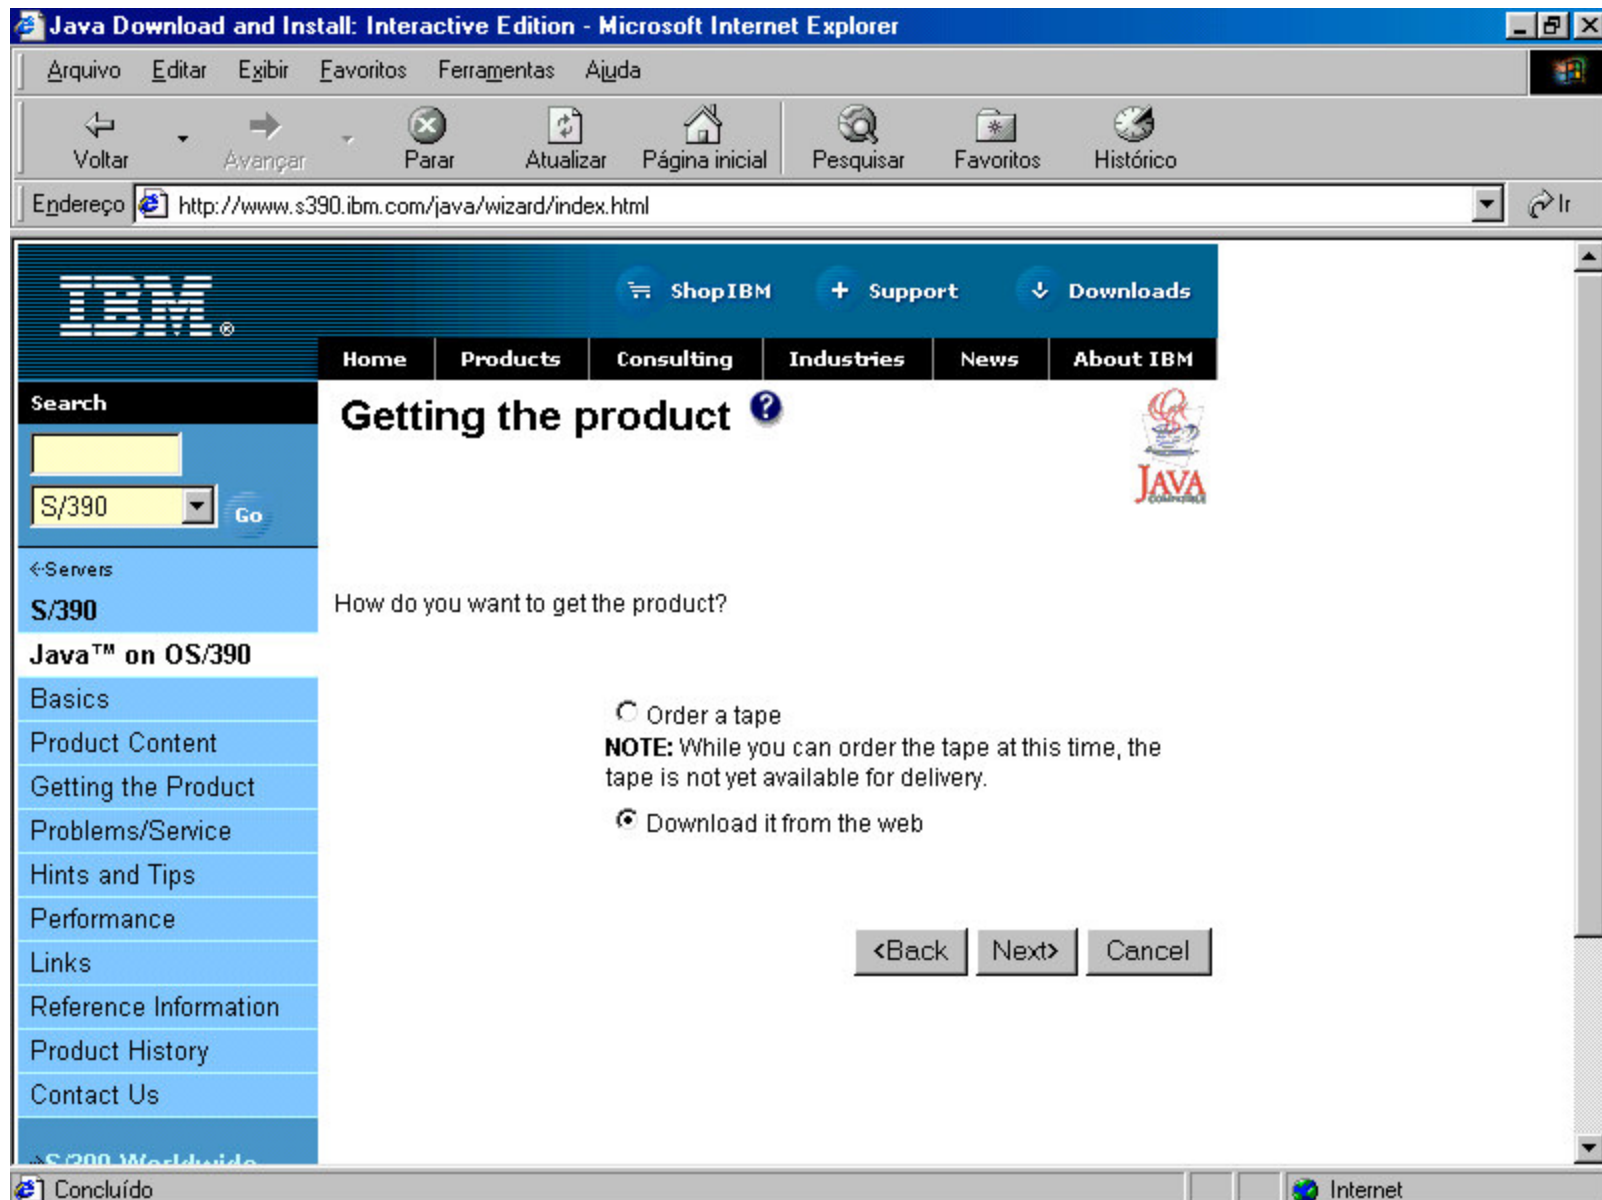 Java Download and Install: Interactive Edition - Microsoft Internet Explorer
Arquivo Editar Exibir Favoritos Ferramentas Ajuda
Voltar Avançar Parar Atualizar Página inicial Pesquisar Favoritos Histórico
Endereço http://www.s390.ibm.com/java/wizard/index.html Ir
IBM®
ShopIBM + Support Downloads
Home Products Consulting Industries News About IBM
Search
S/390 Go
Servers
S/390
Java™ on OS/390
Basics
Product Content
Getting the Product
Problems/Service
Hints and Tips
Performance
Links
Reference Information
Product History
Contact Us
S/390 Worldwide
Getting the product ?
JAVA
COMPATIBLE
How do you want to get the product?
Order a tape
NOTE: While you can order the tape at this time, the
tape is not yet available for delivery.
Download it from the web
<Back Next> Cancel
Concluído Internet